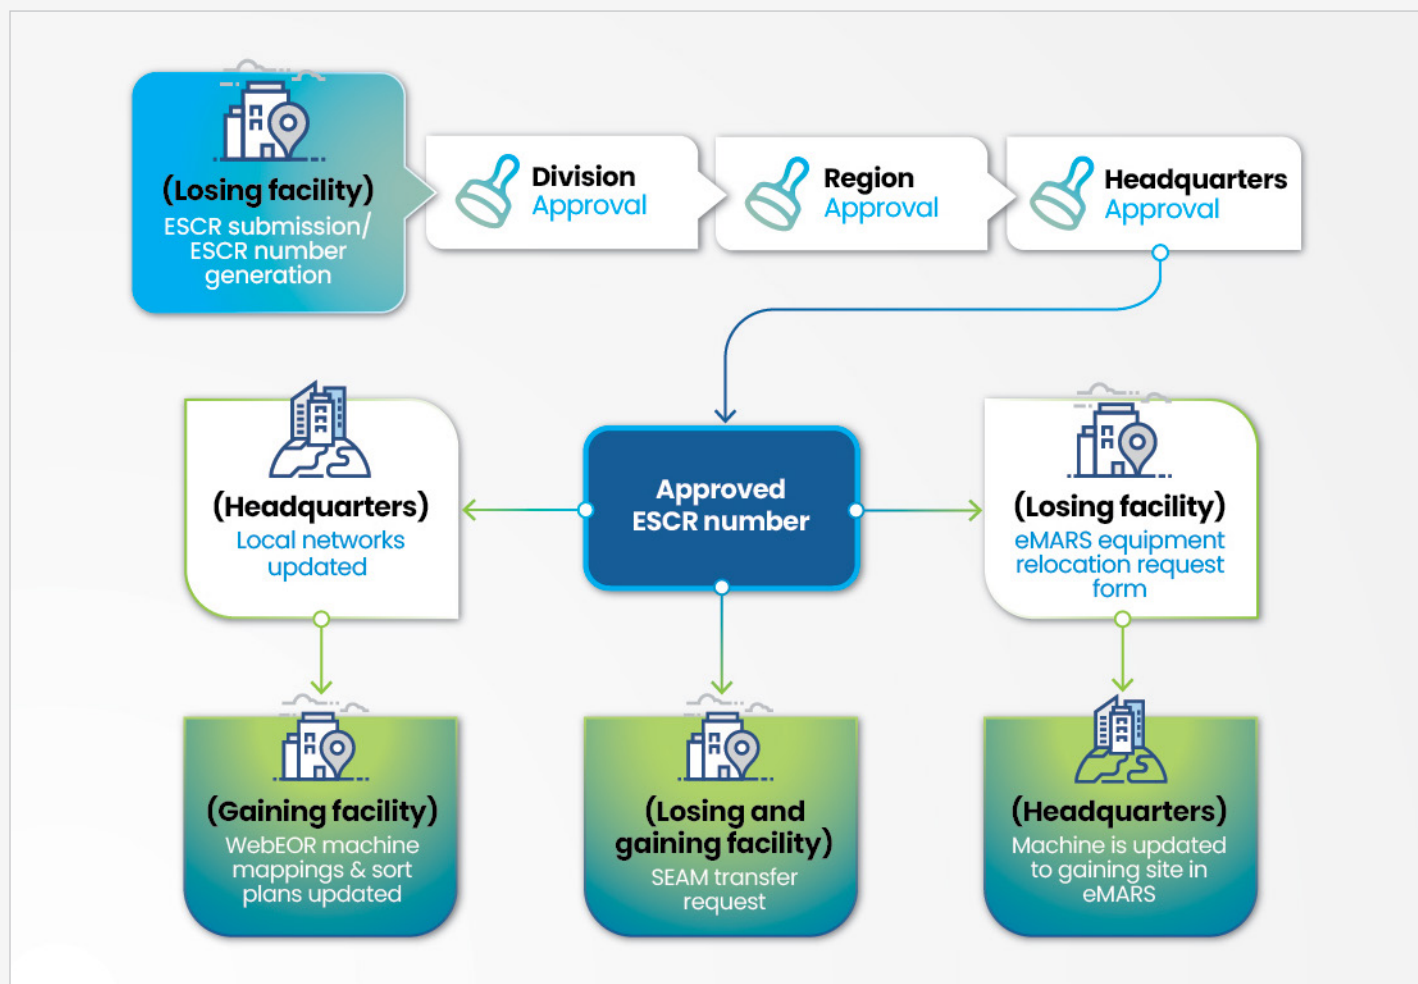 (Losing facility)
ESCR submission/
ESCR number
generation
Division
Approval
Region
Approval
Headquarters
Approval
(Headquarters)
Local networks
updated
Approved
ESCR number
(Losing facility)
eMARS equipment
relocation request
form
(Gaining facility)
WebEOR machine
mappings & sort
plans updated
(Losing and
gaining facility)
SEAM transfer
request
(Headquarters)
Machine is updated
to gaining site in
eMARS